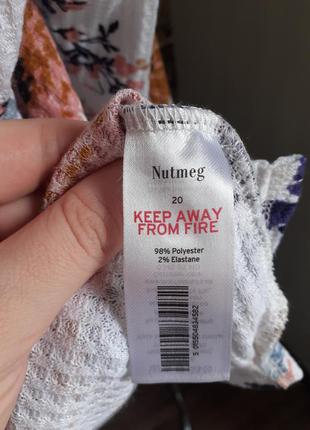 Nutmeg
20
KEEP AWAY
FROM FIRE
98% Polyester
2% Elastane